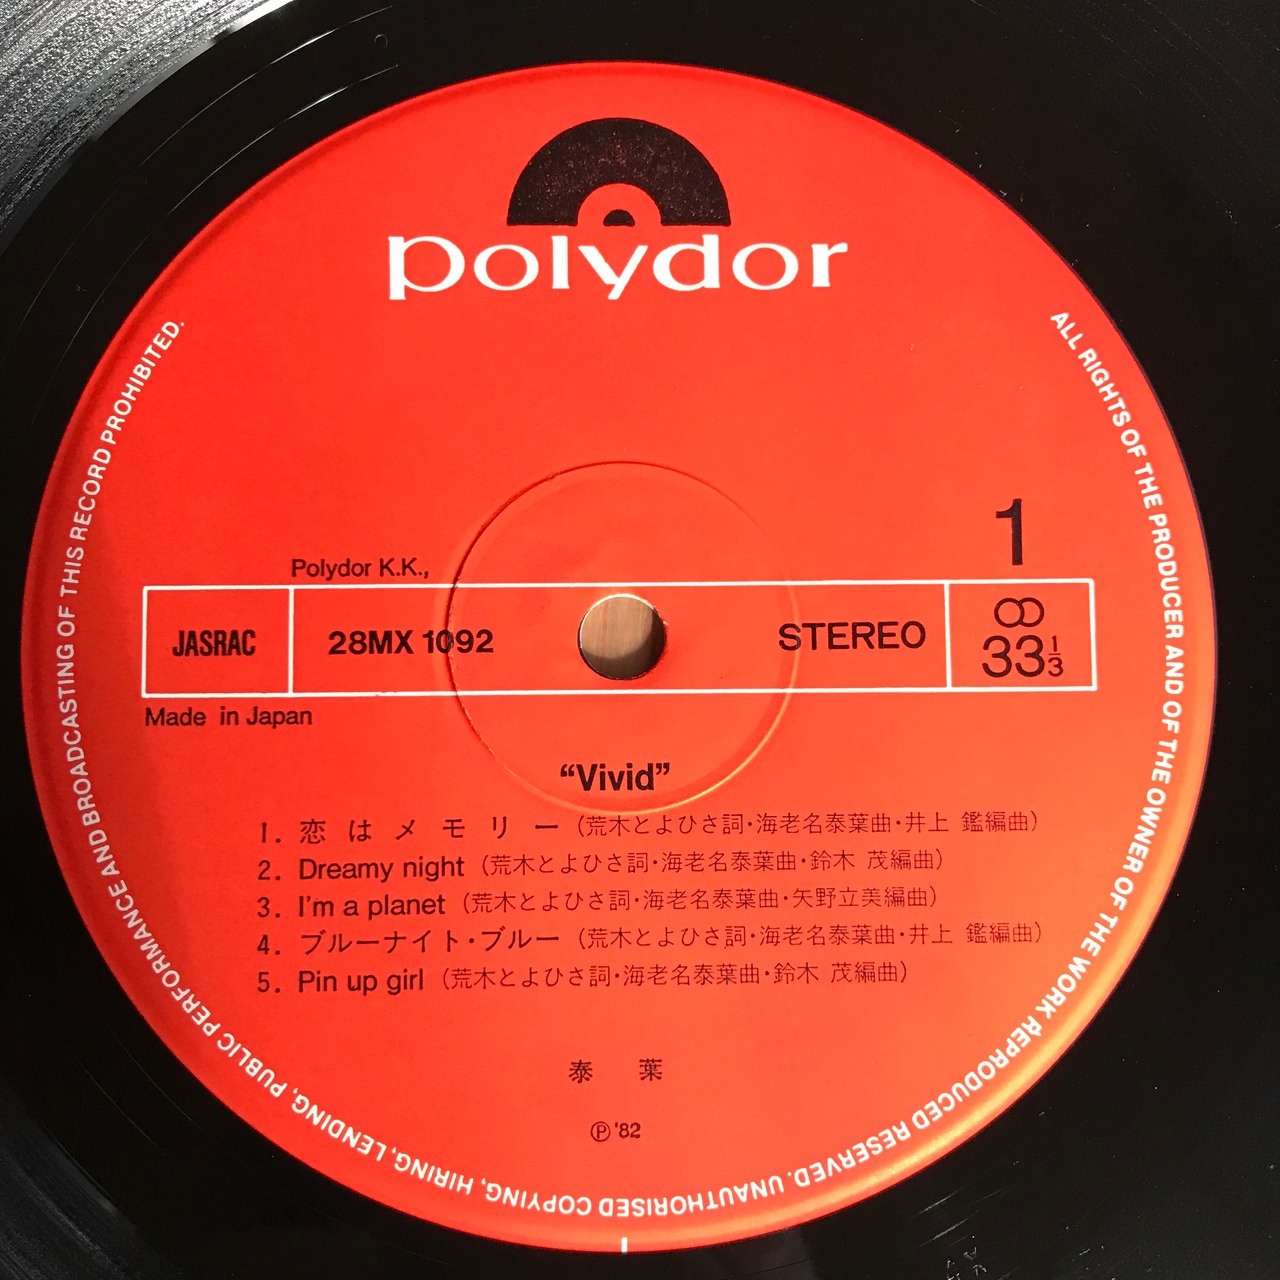 polydor
ALL RIGHTS OF THE PRODUCER AND OF THE OWNER OF THE WORK REPRODUCED RESERVED. UNAUTHORISED COPYING, HIRING, LENDING, PUBLIC PERFORMANCE AND BROADCASTING OF THIS RECORD PROHIBITED.
1
Polydor K.K.,
JASRAC 28MX 1092 STEREO 33⅓
Made in Japan
“Vivid”
1. 恋はメモリー（荒木とよひさ詞・海老名泰葉曲・井上 鑑編曲）
2. Dreamy night（荒木とよひさ詞・海老名泰葉曲・鈴木 茂編曲）
3. I'm a planet（荒木とよひさ詞・海老名泰葉曲・矢野立美編曲）
4. ブルーナイト・ブルー（荒木とよひさ詞・海老名泰葉曲・井上 鑑編曲）
5. Pin up girl（荒木とよひさ詞・海老名泰葉曲・鈴木 茂編曲）
泰 葉
Ⓟ '82